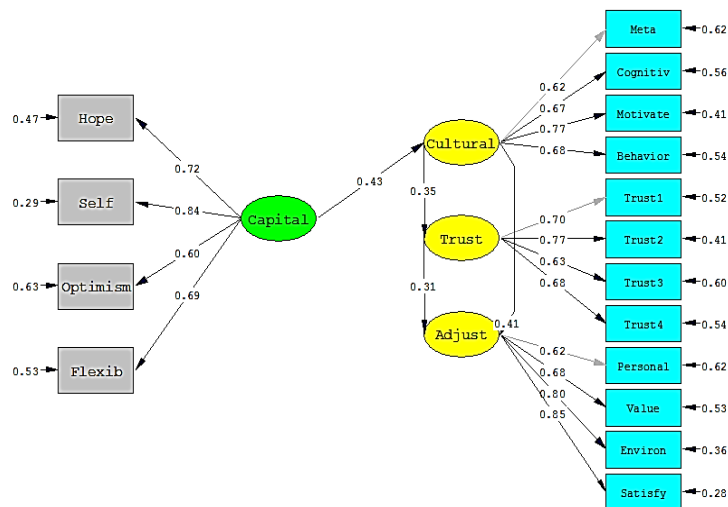 Meta
0.62
Cognitiv
0.56
0.62
0.67
Hope
0.47
Motivate
0.41
0.77
Cultural
0.68
Behavior
0.54
0.72
0.43
0.35
Self
0.29
Trust1
0.52
0.84
Capital
0.70
Trust
0.77
Trust2
0.41
0.60
0.63
Optimism
0.63
0.68
Trust3
0.60
0.69
0.31
Trust4
0.54
0.41
Adjust
0.62
Flexib
0.53
Personal
0.62
0.68
0.80
0.85
Value
0.53
Environ
0.36
Satisfy
0.28